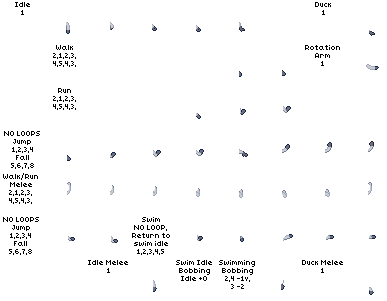 Idle
1
Duck
1
Walk
2,1,2,3,
4,5,4,3,
Rotation
Arm
1
Run
2,1,2,3,
4,5,4,3,
NO LOOPS
Jump
1,2,3,4
Fall
5,6,7,8
Walk/Run
Melee
2,1,2,3,
4,5,4,3,
NO LOOPS
Jump
1,2,3,4
Fall
5,6,7,8
Swim
NO LOOP,
Return to
swim idle
1,2,3,4,5
Idle Melee
1
Swim Idle
Bobbing
Idle +0
Swimming
Bobbing
2,4 -1v,
3 -2
Duck Melee
1